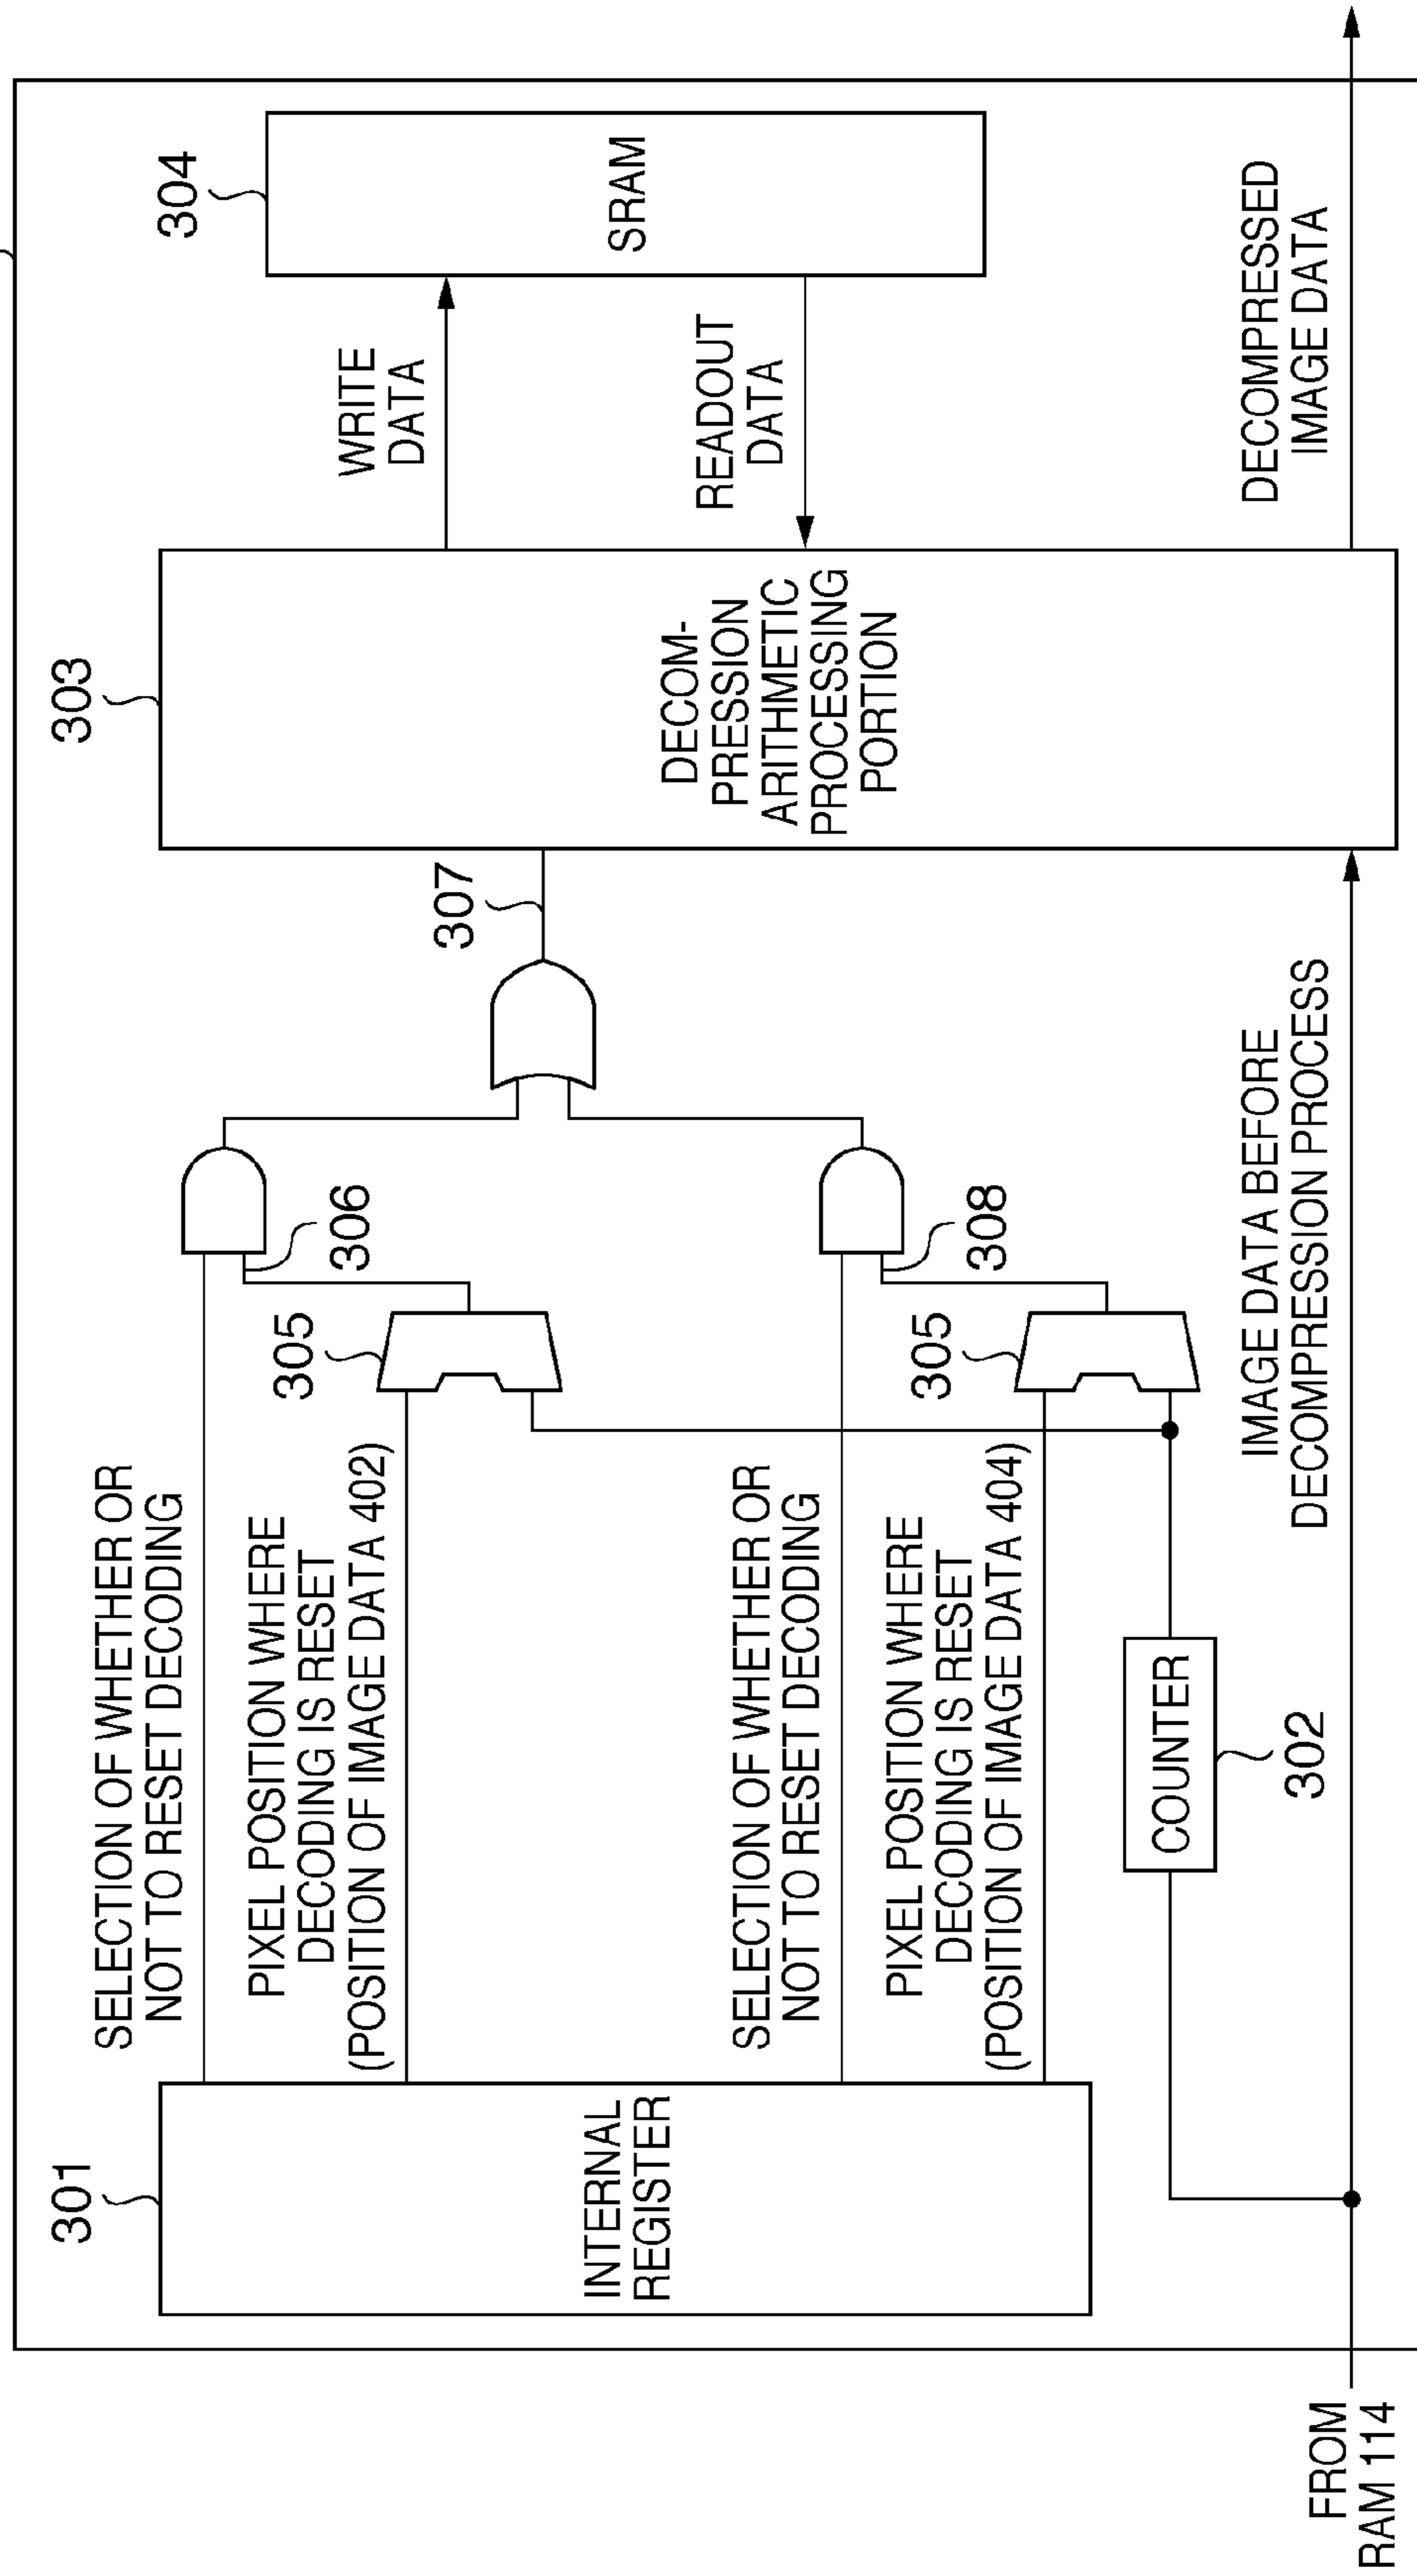 301
INTERNAL
REGISTER
SELECTION OF WHETHER OR
NOT TO RESET DECODING
PIXEL POSITION WHERE
DECODING IS RESET
(POSITION OF IMAGE DATA 402)
SELECTION OF WHETHER OR
NOT TO RESET DECODING
PIXEL POSITION WHERE
DECODING IS RESET
(POSITION OF IMAGE DATA 404)
COUNTER
302
305
306
305
308
307
303
DECOM-
PRESSION
ARITHMETIC
PROCESSING
PORTION
WRITE
DATA
READOUT
DATA
304
SRAM
FROM
RAM 114
IMAGE DATA BEFORE
DECOMPRESSION PROCESS
DECOMPRESSED
IMAGE DATA